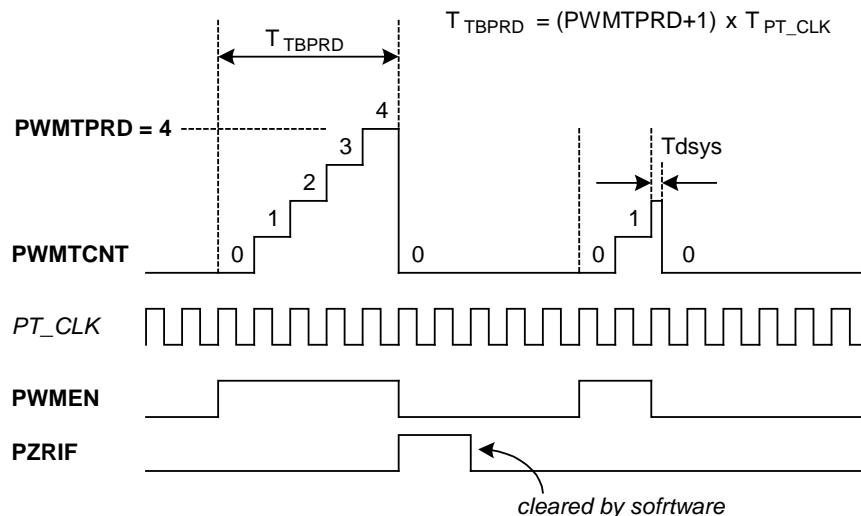 T TBPRD
T TBPRD = (PWMTPRD+1) x T PT_CLK
4
PWMTPRD = 4
3
Tdsys
2
1
1
PWMTCNT
0
0
0
0
PT_CLK
PWMEN
PZRIF
cleared by sofrtware